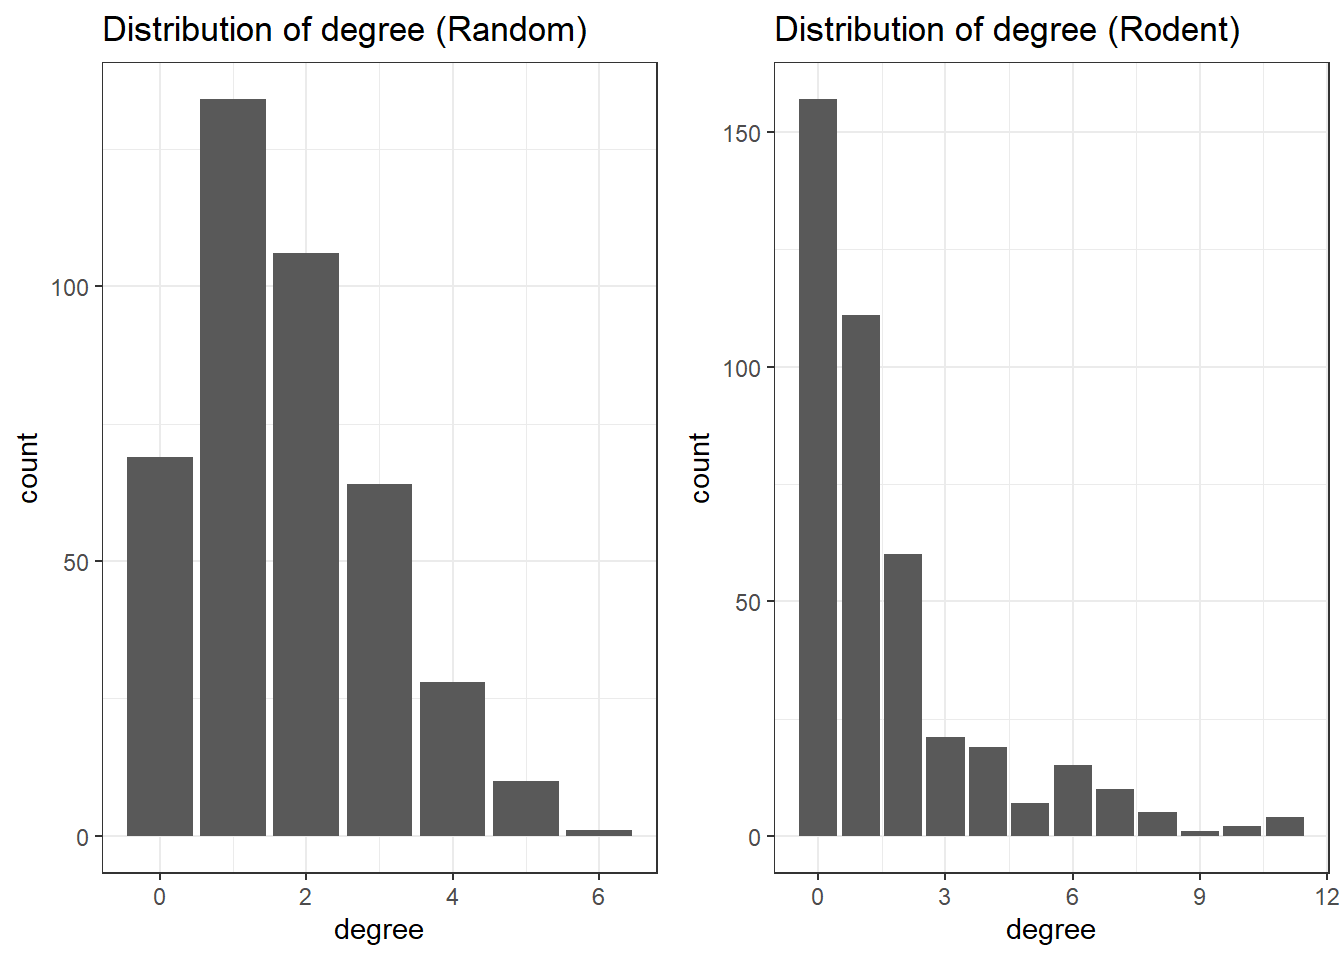 Distribution of degree (Random)
count
100
50
0
0 2 4 6
degree
Distribution of degree (Rodent)
count
150
100
50
0
0 3 6 9 12
degree